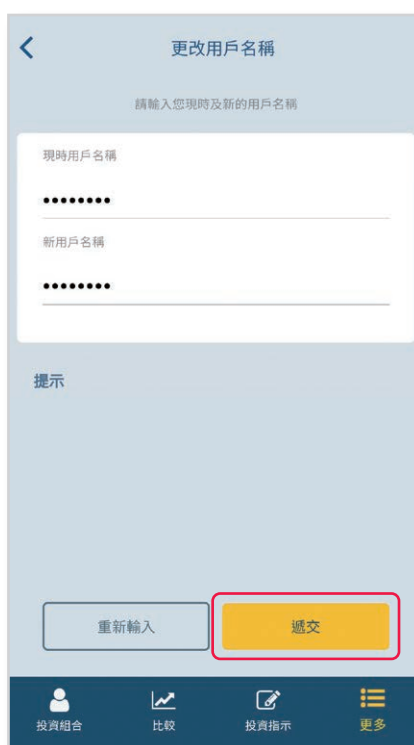 更改用戶名稱
請輸入您現時及新的用戶名稱
現時用戶名稱
••••••••
新用戶名稱
••••••••
提示
重新輸入
遞交
投資組合
比較
投資指示
更多